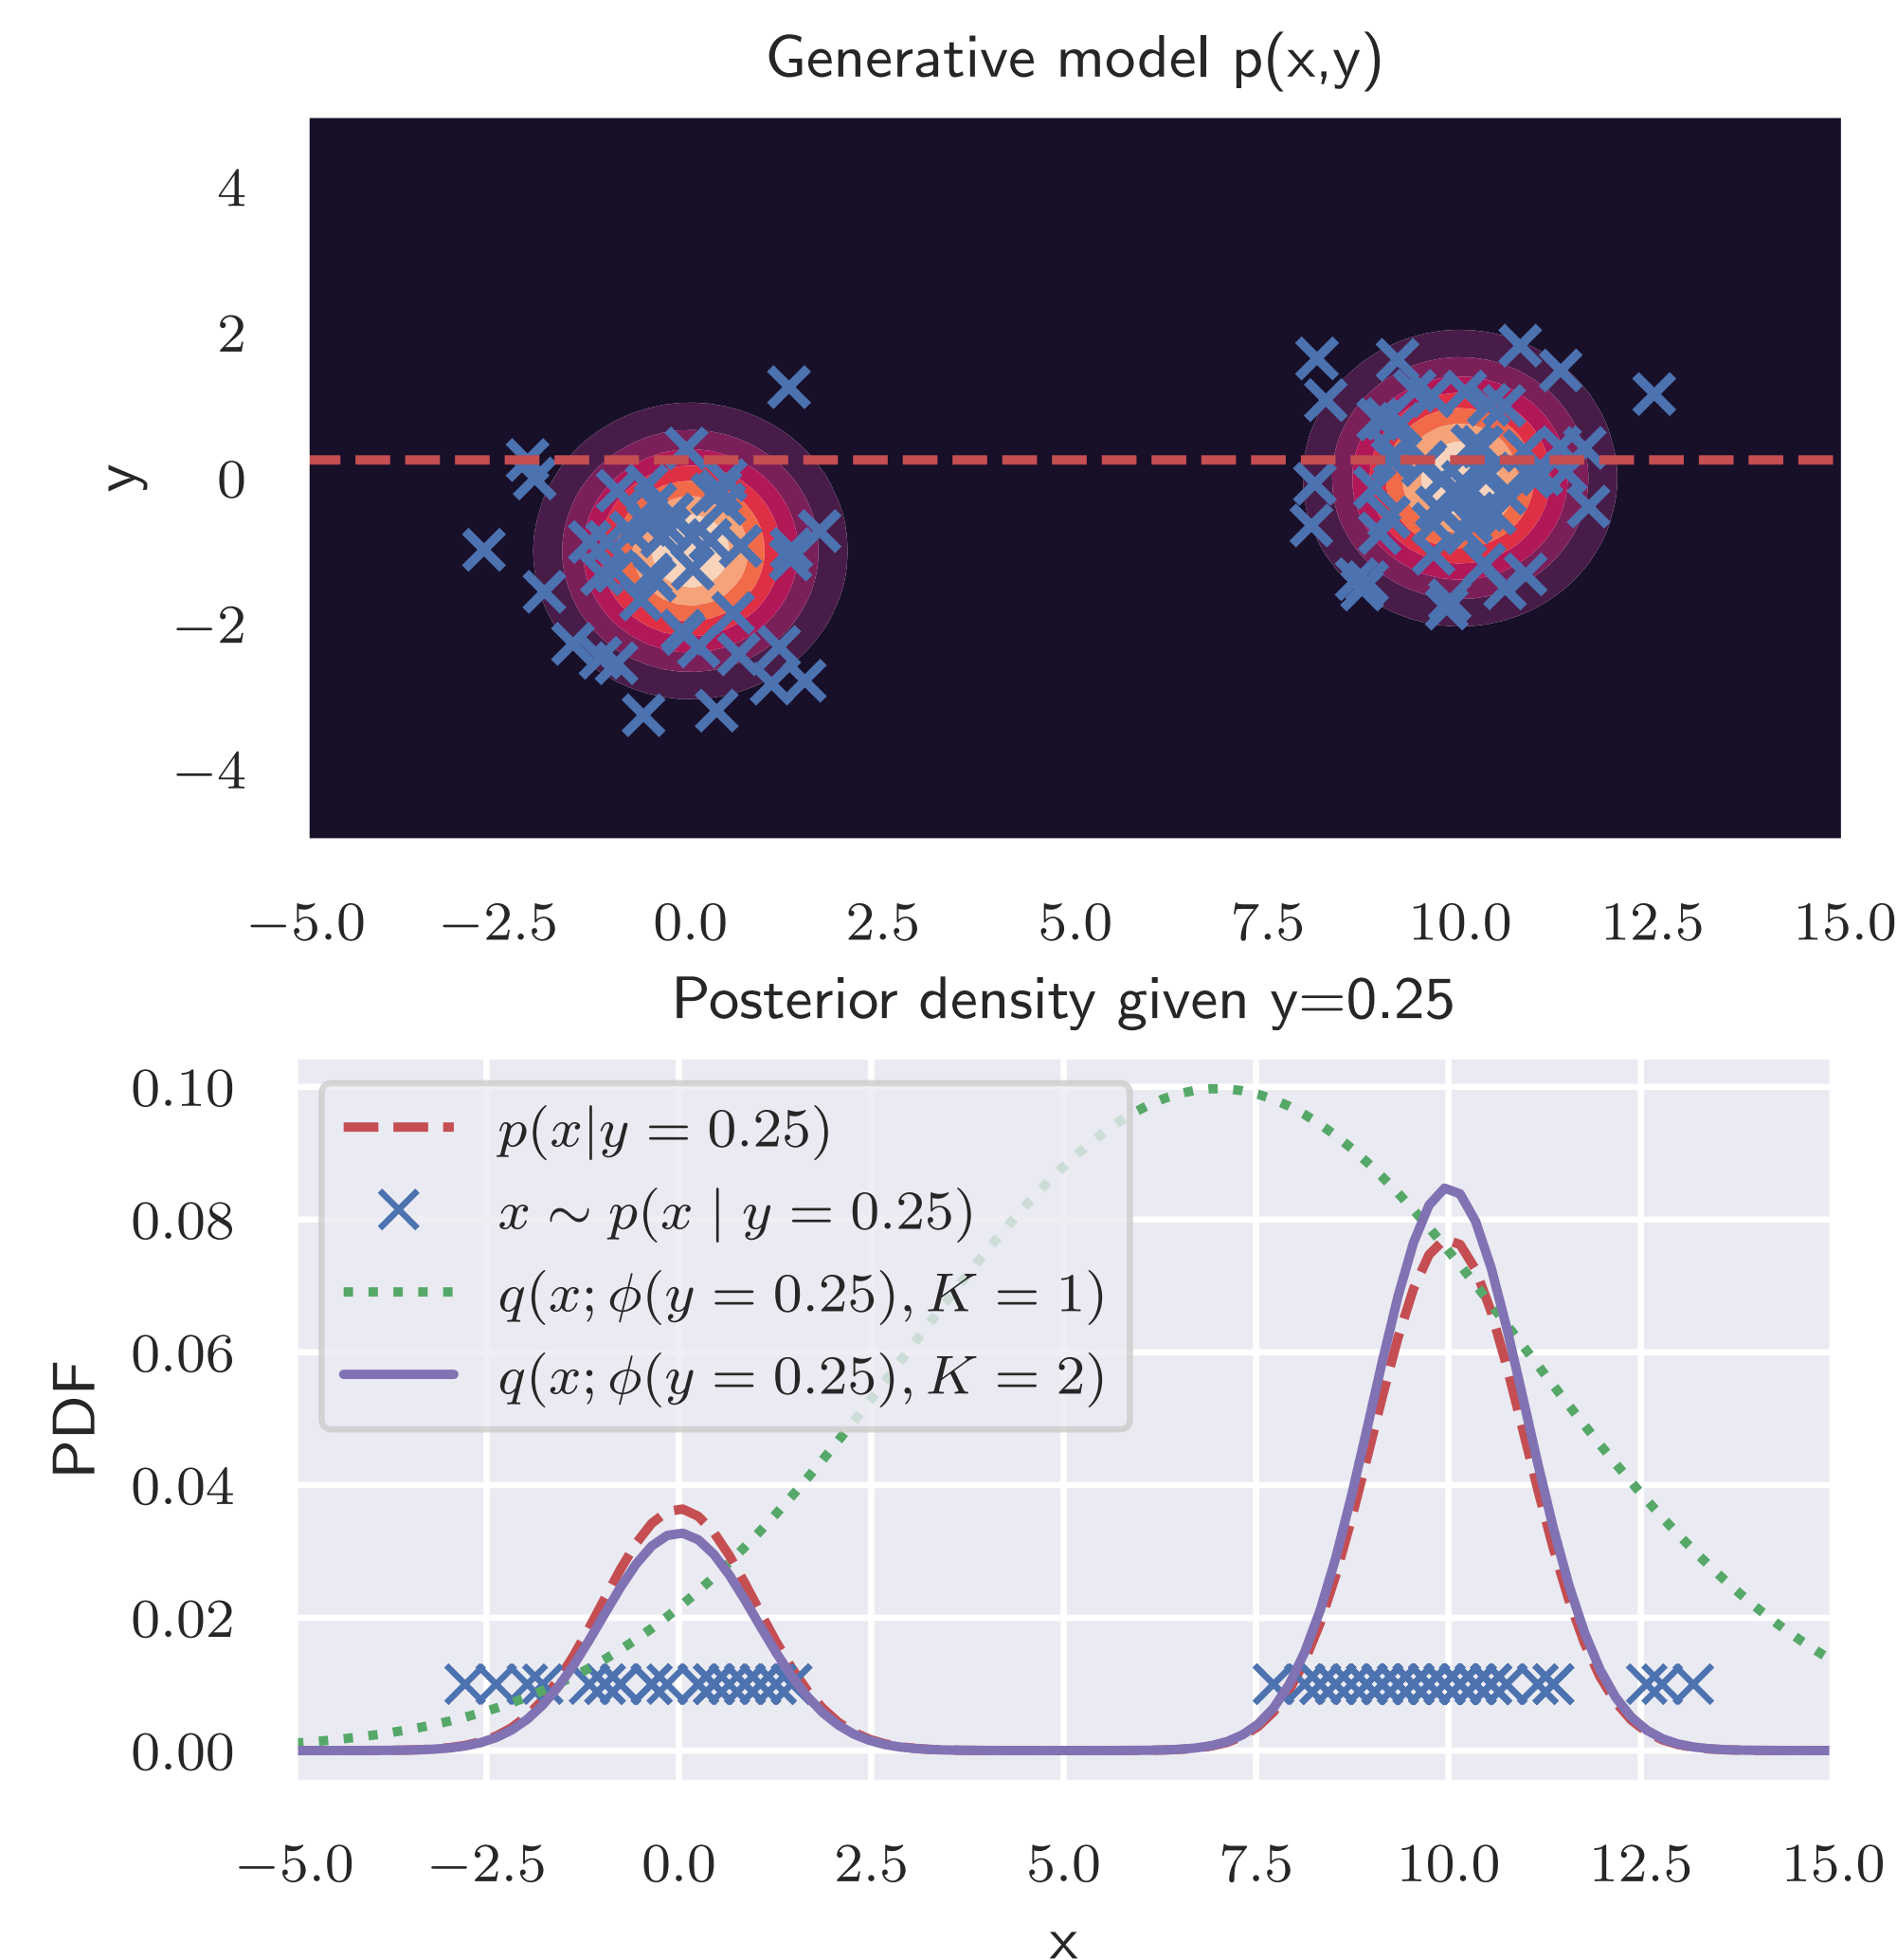 Generative model p(x,y)
y
4
2
0
−2
−4
−5.0 −2.5 0.0 2.5 5.0 7.5 10.0 12.5 15.0
Posterior density given y=0.25
PDF
0.10
0.08
0.06
0.04
0.02
0.00
p(x|y = 0.25)
x ∼ p(x | y = 0.25)
q(x; ϕ(y = 0.25), K = 1)
q(x; ϕ(y = 0.25), K = 2)
−5.0 −2.5 0.0 2.5 5.0 7.5 10.0 12.5 15.0
x